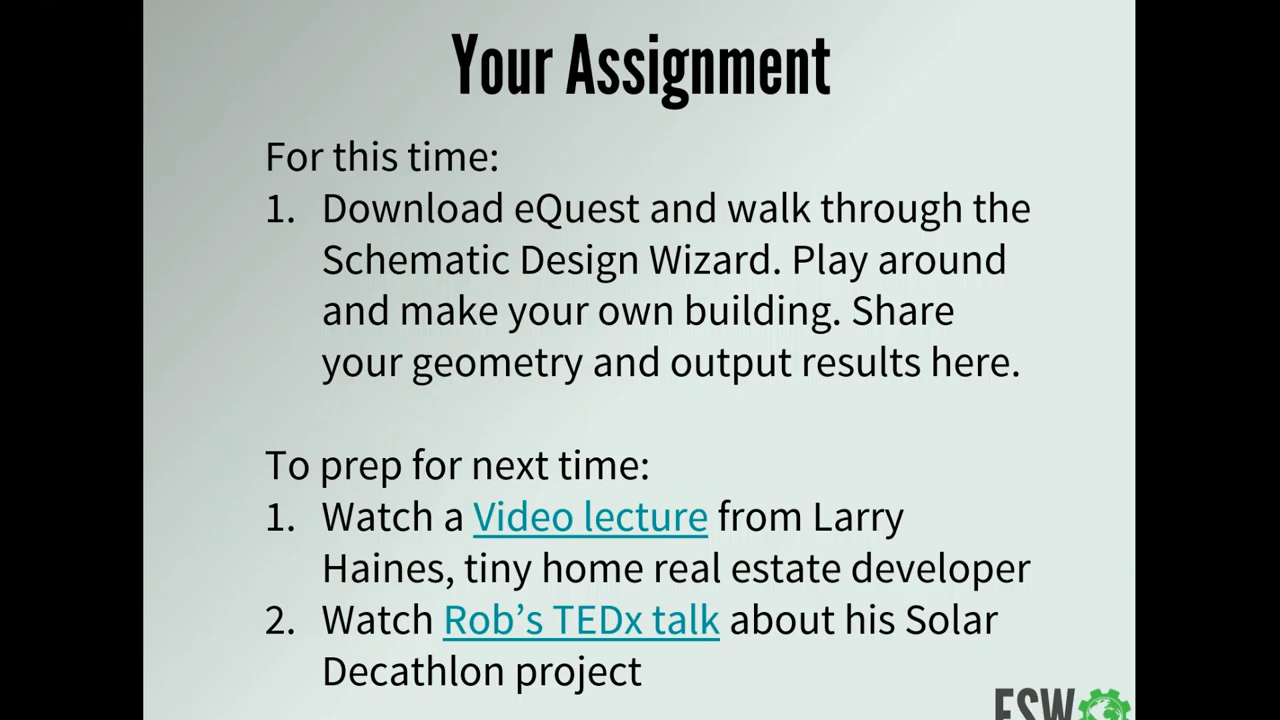 Your Assignment
For this time:
1. Download eQuest and walk through the
Schematic Design Wizard. Play around
and make your own building. Share
your geometry and output results here.
To prep for next time:
1. Watch a Video lecture from Larry
Haines, tiny home real estate developer
2. Watch Rob’s TEDx talk about his Solar
Decathlon project
ESW